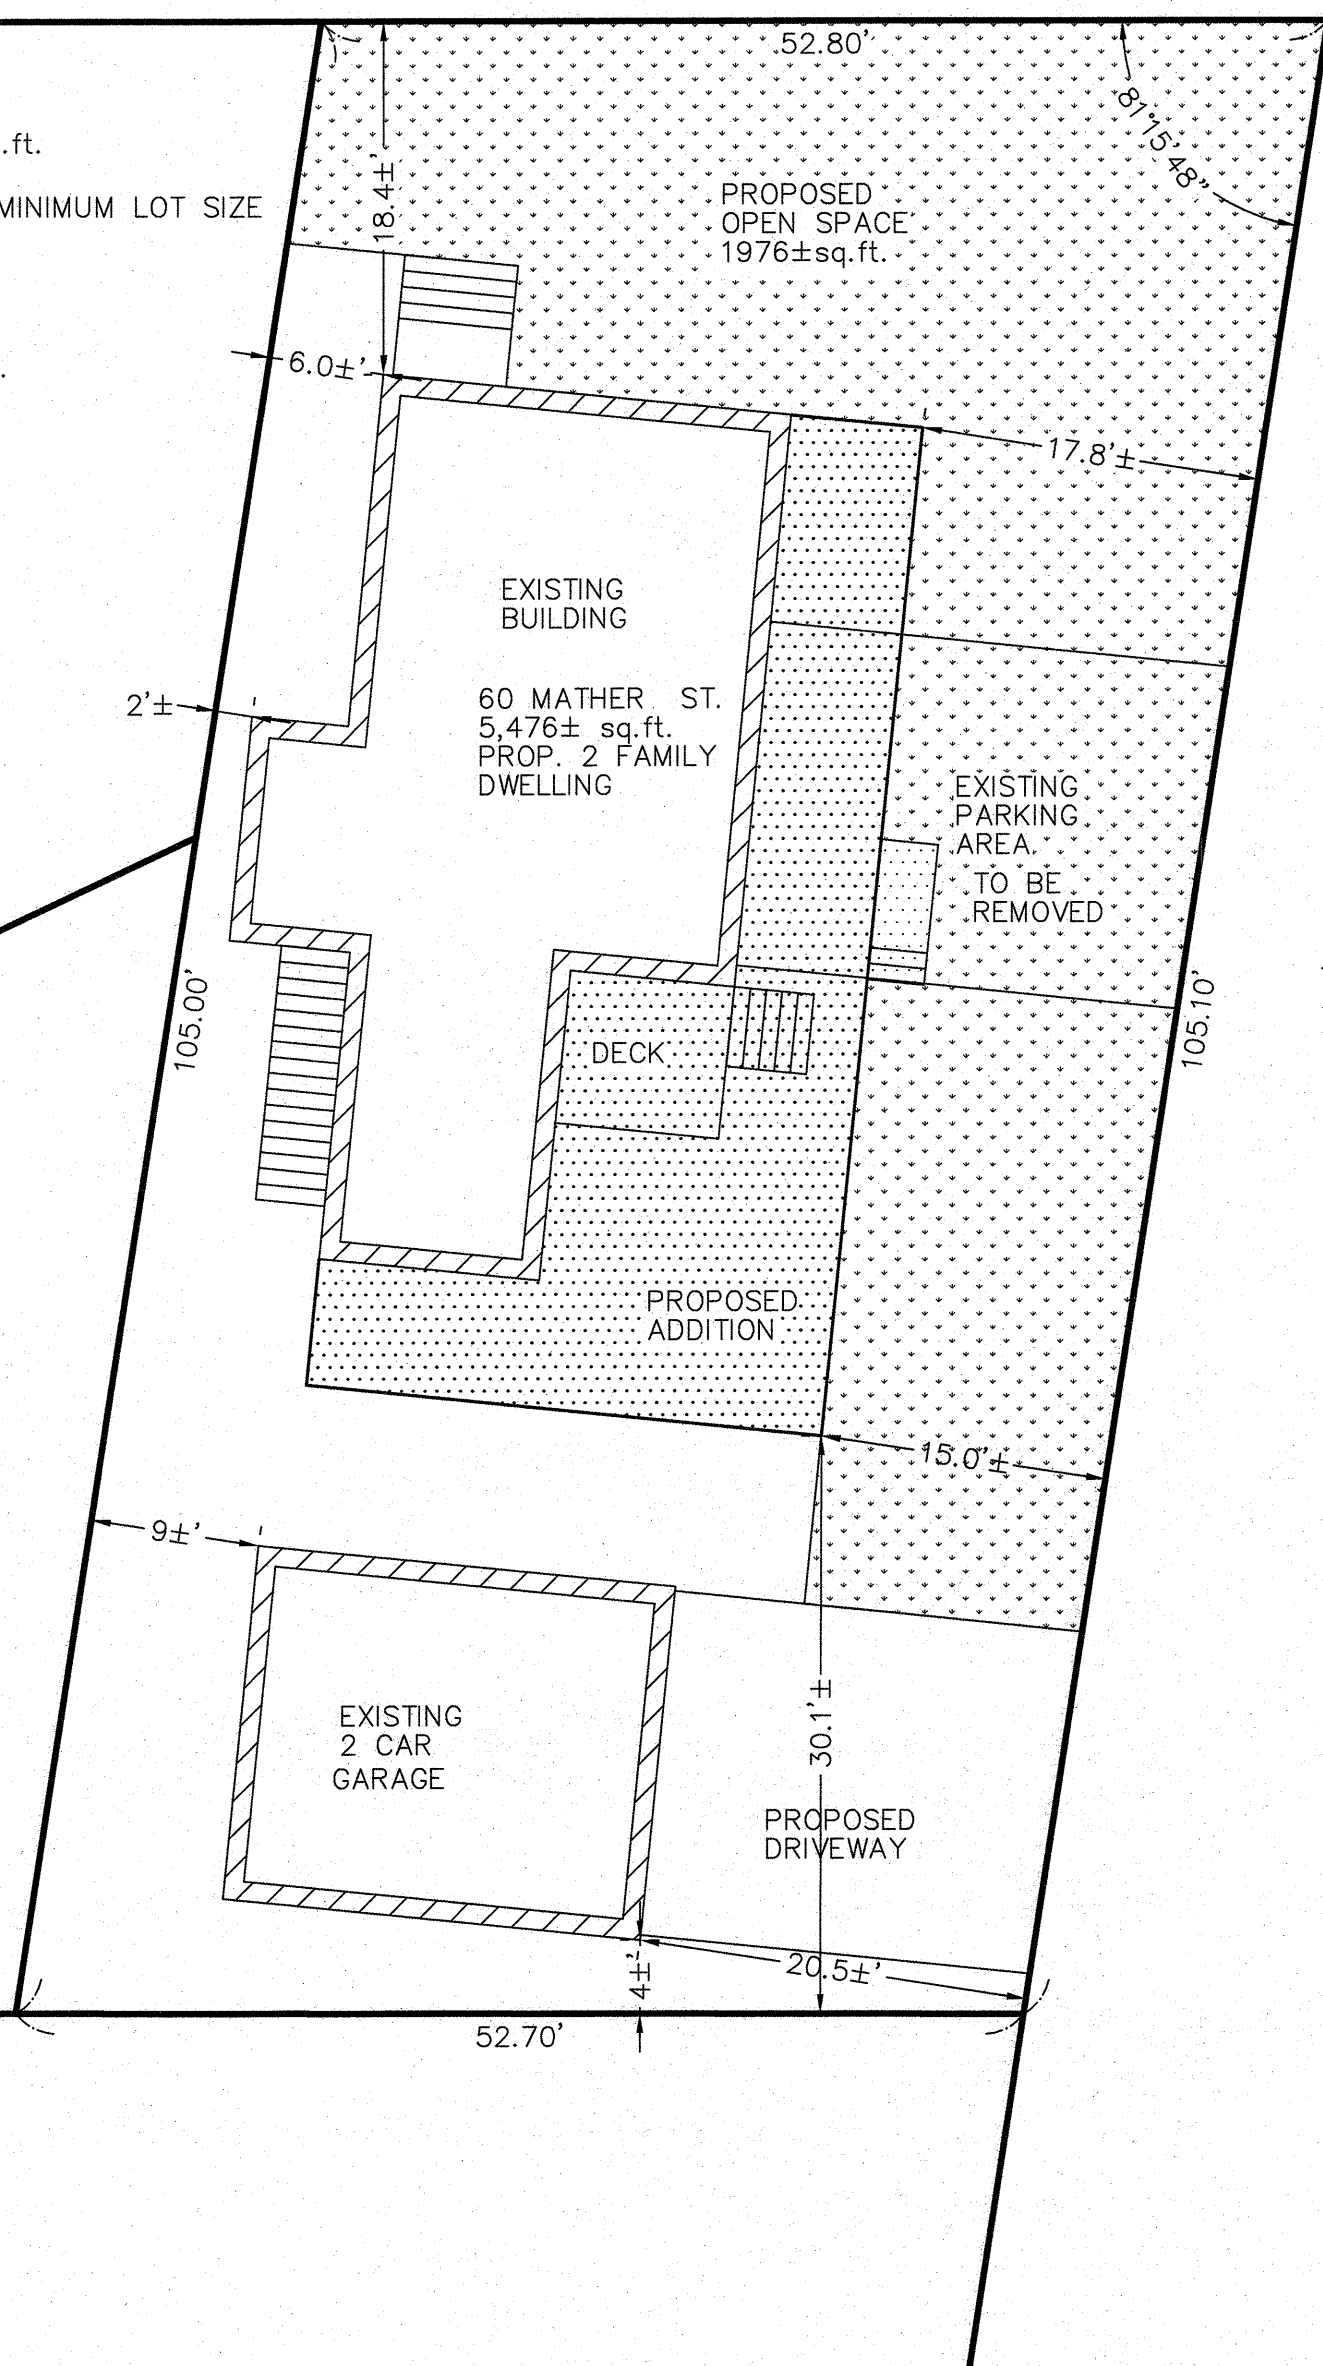 52.80'
81°15'48"
.ft.
18.4±'
MINIMUM LOT SIZE
PROPOSED
OPEN SPACE
1976±sq.ft.
6.0±'
17.8'±
EXISTING
BUILDING
60 MATHER ST.
5,476± sq.ft.
PROP. 2 FAMILY
DWELLING
2'±
EXISTING
PARKING
AREA
TO BE
REMOVED
105.00'
105.10'
DECK
PROPOSED
ADDITION
15.0'±
9±'
EXISTING
2 CAR
GARAGE
30.1'±
PROPOSED
DRIVEWAY
4±'
20.5±'
52.70'